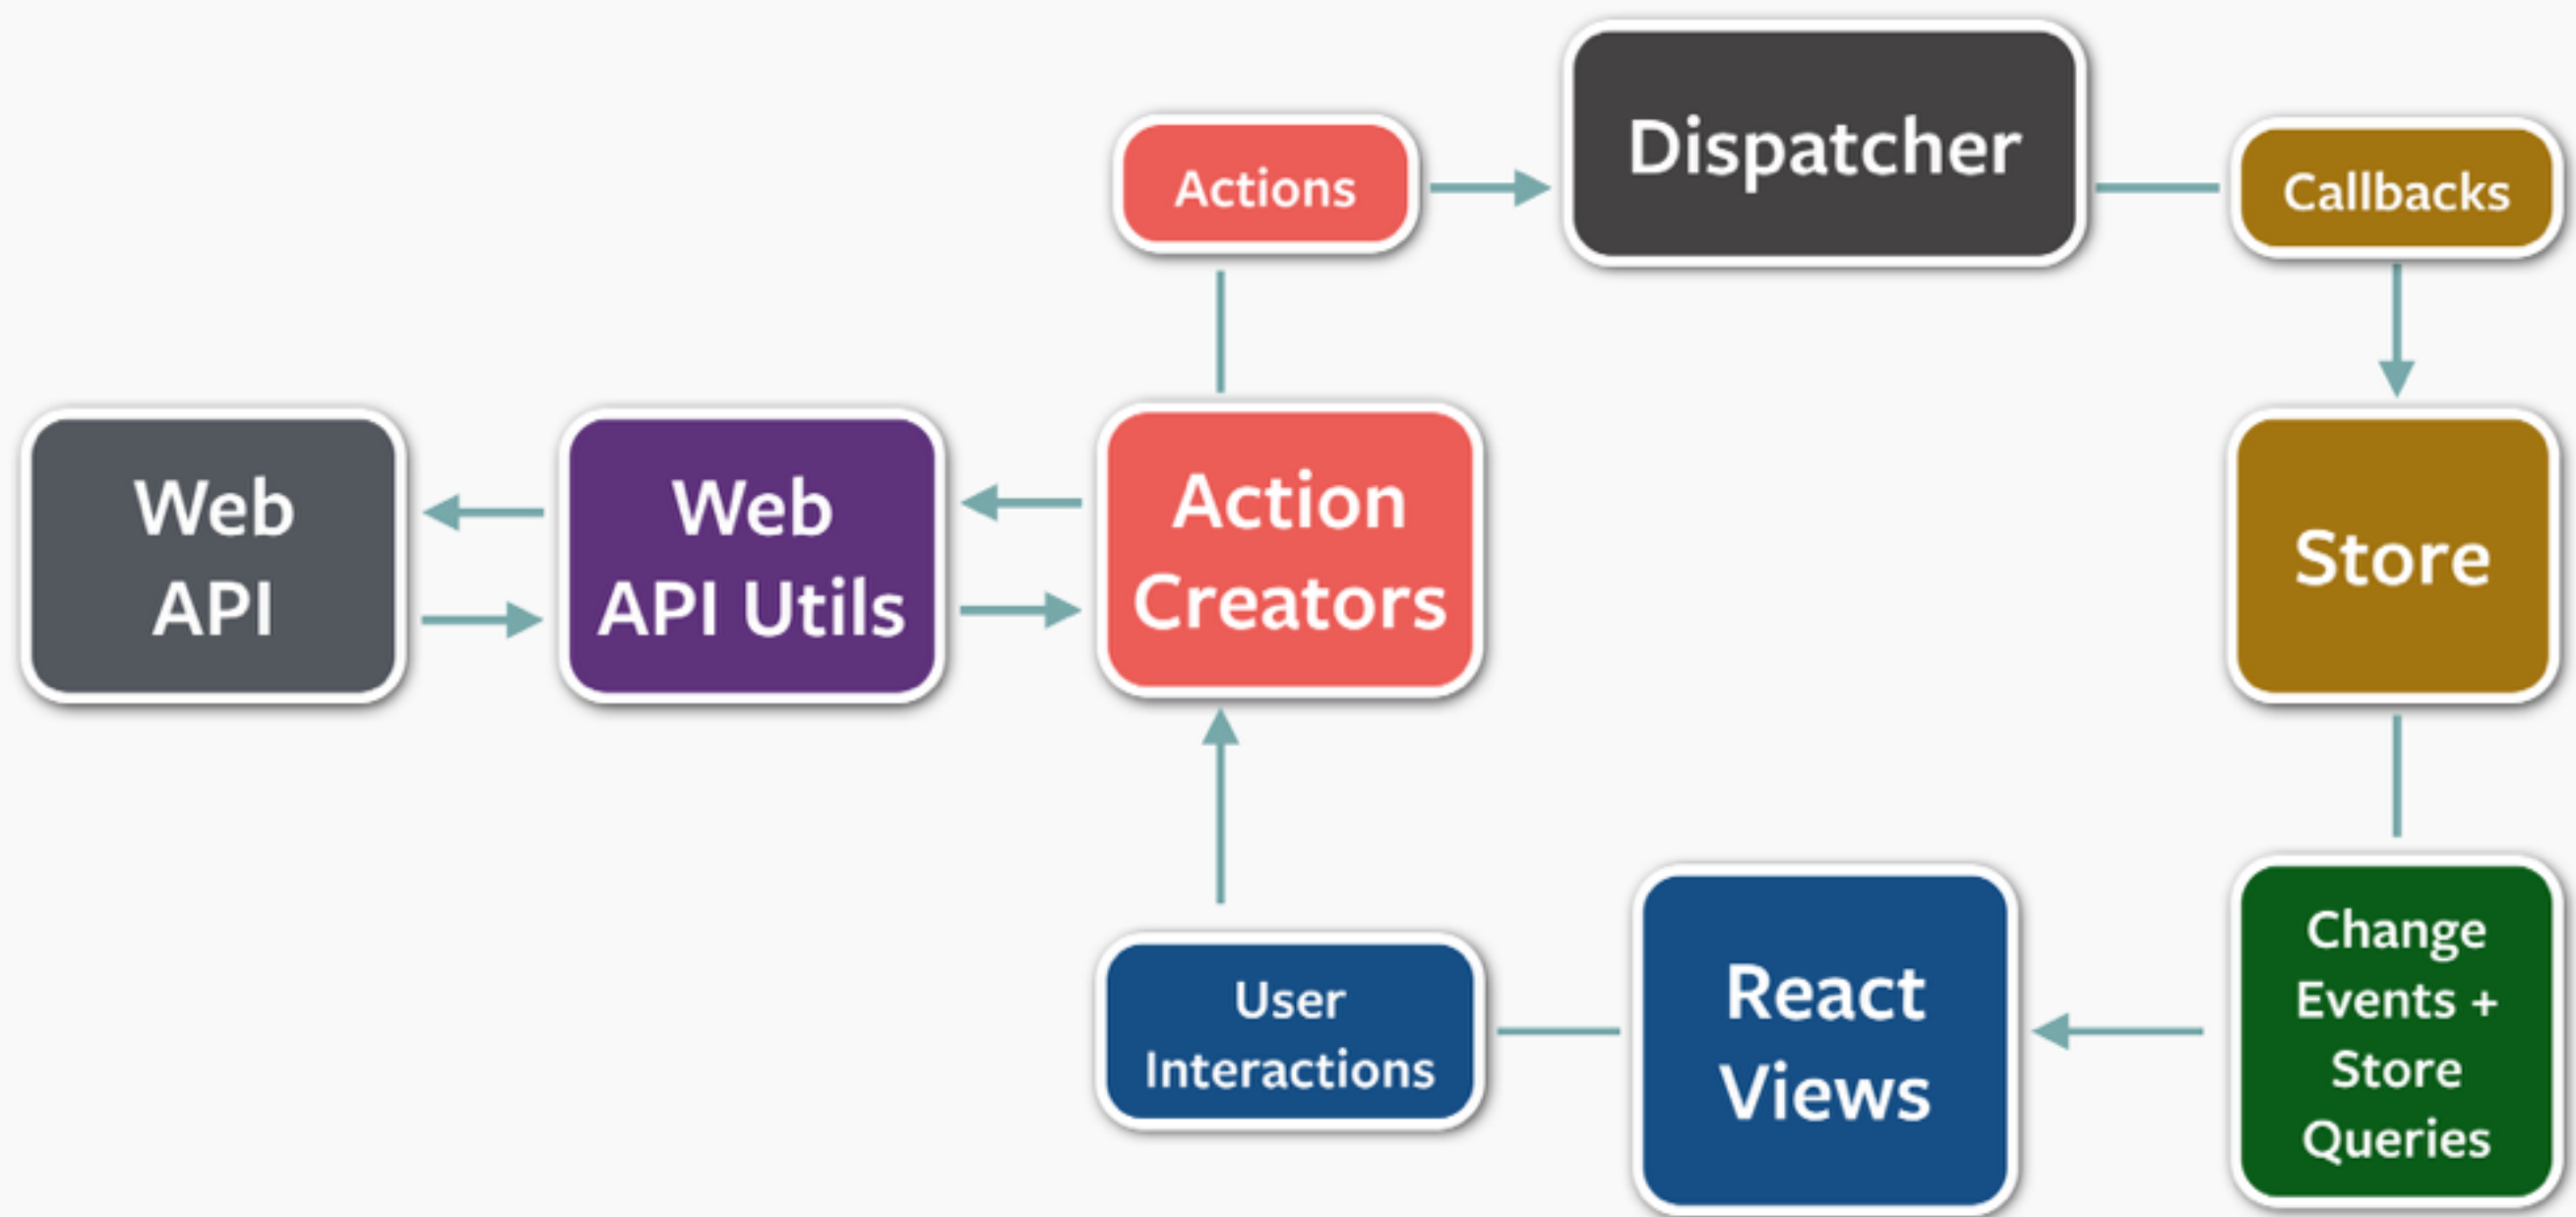 Dispatcher
Actions
Callbacks
Web
API
Web
API Utils
Action
Creators
Store
User
Interactions
React
Views
Change
Events +
Store
Queries